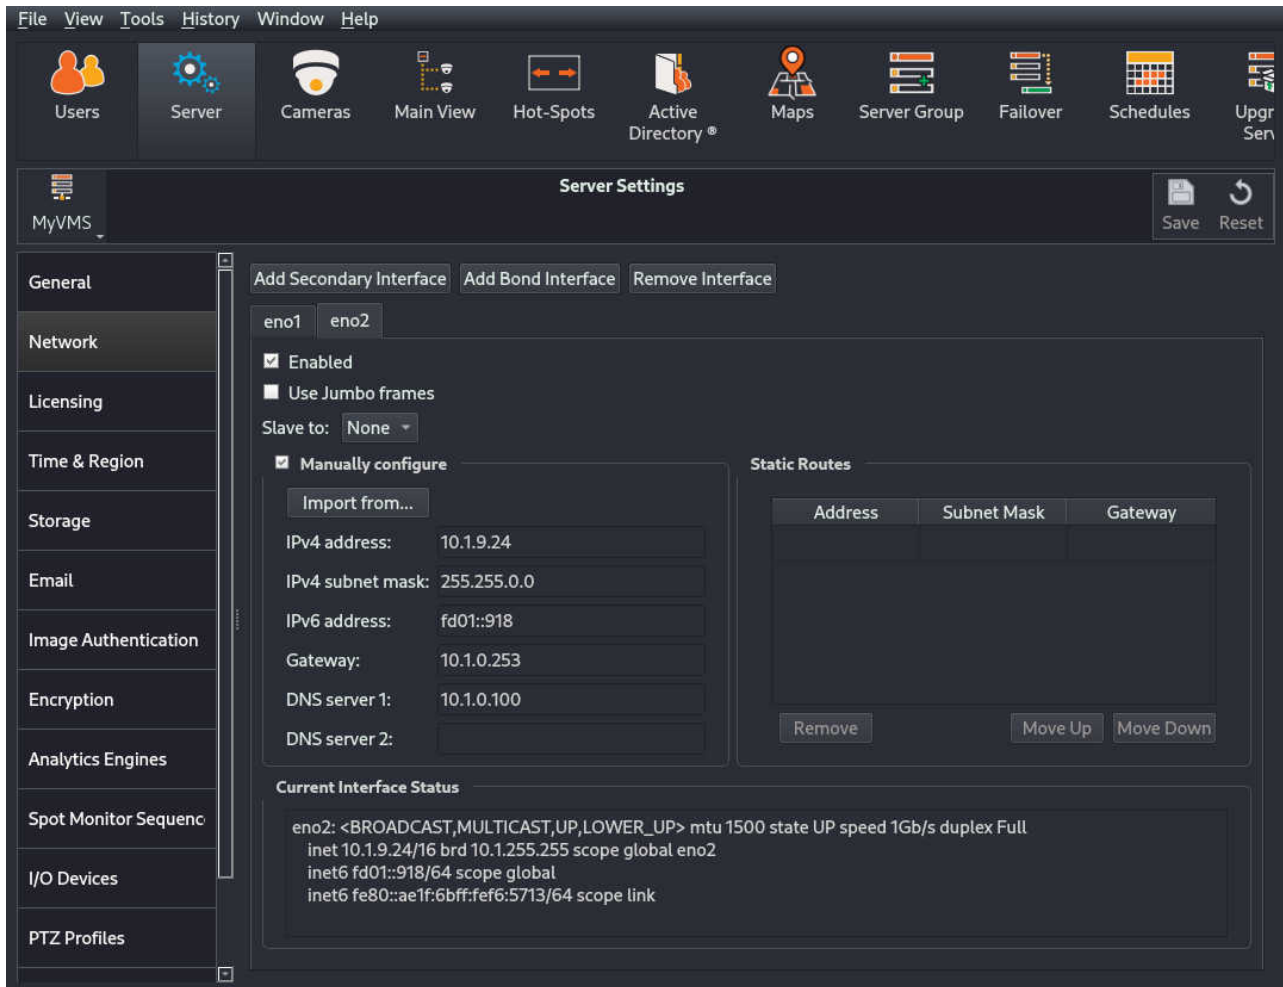 File View Tools History Window Help
Users Server Cameras Main View Hot-Spots Active Directory ® Maps Server Group Failover Schedules
MyVMS Server Settings Save Reset
General
Network
Licensing
Time & Region
Storage
Email
Image Authentication
Encryption
Analytics Engines
Spot Monitor Sequenc
I/O Devices
PTZ Profiles
Add Secondary Interface Add Bond Interface Remove Interface
eno1 eno2
Enabled
Use Jumbo frames
Slave to: None
Manually configure
Import from...
IPv4 address: 10.1.9.24
IPv4 subnet mask: 255.255.0.0
IPv6 address: fd01::918
Gateway: 10.1.0.253
DNS server 1: 10.1.0.100
DNS server 2:
Static Routes
Address Subnet Mask Gateway
Remove Move Up Move Down
Current Interface Status
eno2: <BROADCAST,MULTICAST,UP,LOWER_UP> mtu 1500 state UP speed 1Gb/s duplex Full
inet 10.1.9.24/16 brd 10.1.255.255 scope global eno2
inet6 fd01::918/64 scope global
inet6 fe80::ae1f:6bff:fef6:5713/64 scope link